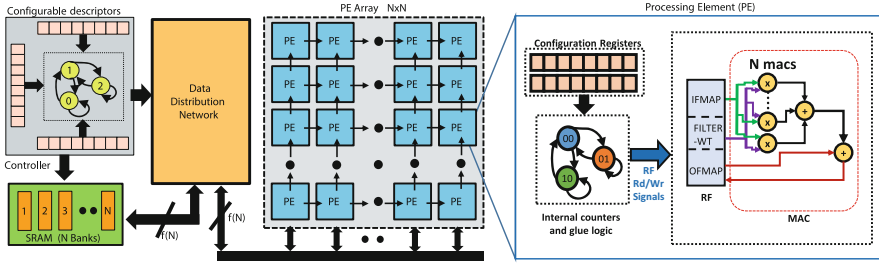 Configurable descriptors
1
2
0
Controller
1
2
3
N
SRAM (N Banks)
Data
Distribution
Network
f(N)
f(N)
PE Array NxN
PE PE PE PE
PE PE PE PE
PE PE PE PE
PE PE PE PE
Processing Element (PE)
Configuration Registers
00
01
10
Internal counters
and glue logic
RF
Rd/Wr
Signals
IFMAP
FILTER
-WT
OFMAP
RF
N macs
x
x
x
+
+
MAC